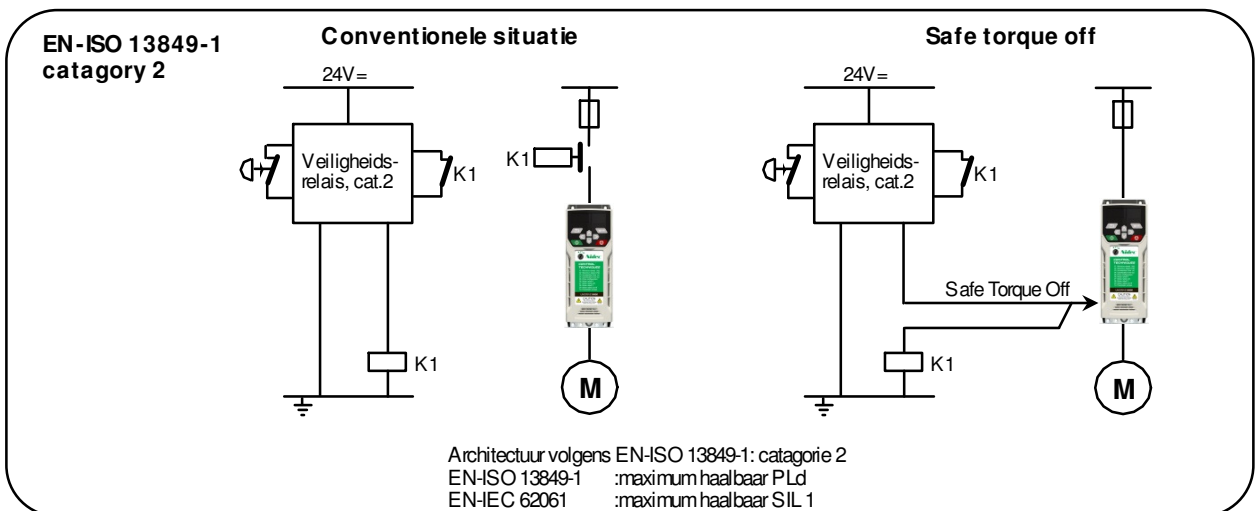 EN-ISO 13849-1
catagory 2
Conventionele situatie
Safe torque off
24V=
Veiligheids-
relais, cat.2
K1
K1
K1
M
24V=
Veiligheids-
relais, cat.2
K1
Safe Torque Off
K1
M
Nidec
Nidec
Architectuur volgens EN-ISO 13849-1: catagorie 2
EN-ISO 13849-1 :maximum haalbaar PLd
EN-IEC 62061 :maximum haalbaar SIL 1